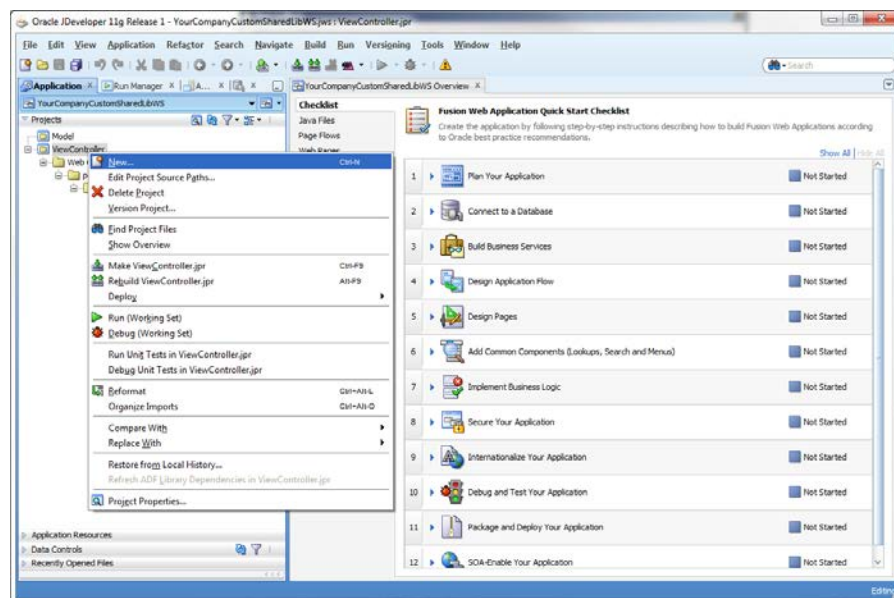 Oracle JDeveloper 11g Release 1 - YourCompanyCustomSharedLibWS.jws : ViewController.jpr
File Edit View Application Refactor Search Navigate Build Run Versioning Tools Window Help
Search
Application
Run Manager
A...
YourCompanyCustomSharedLibWS Overview
YourCompanyCustomSharedLibWS
Projects
Model
ViewController
Web
New... Ctrl-N
Edit Project Source Paths...
Delete Project
Version Project...
Find Project Files
Show Overview
Make ViewController.jpr Ctrl-F9
Rebuild ViewController.jpr Alt-F9
Deploy
Run (Working Set)
Debug (Working Set)
Run Unit Tests in ViewController.jpr
Debug Unit Tests in ViewController.jpr
Reformat Ctrl+Alt-L
Organize Imports Ctrl+Alt-O
Compare With
Replace With
Restore from Local History...
Refresh ADF Library Dependencies in ViewController.jpr
Project Properties...
Application Resources
Data Controls
Recently Opened Files
Checklist
Java Files
Page Flows
Web Pages
Fusion Web Application Quick Start Checklist
Create the application by following step-by-step instructions describing how to build Fusion Web Applications according
to Oracle best practice recommendations.
Show All | Hide All
1 Plan Your Application Not Started
2 Connect to a Database Not Started
3 Build Business Services Not Started
4 Design Application Flow Not Started
5 Design Pages Not Started
6 Add Common Components (Lookups, Search and Menus) Not Started
7 Implement Business Logic Not Started
8 Secure Your Application Not Started
9 Internationalize Your Application Not Started
10 Debug and Test Your Application Not Started
11 Package and Deploy Your Application Not Started
12 SOA-Enable Your Application Not Started
Editing